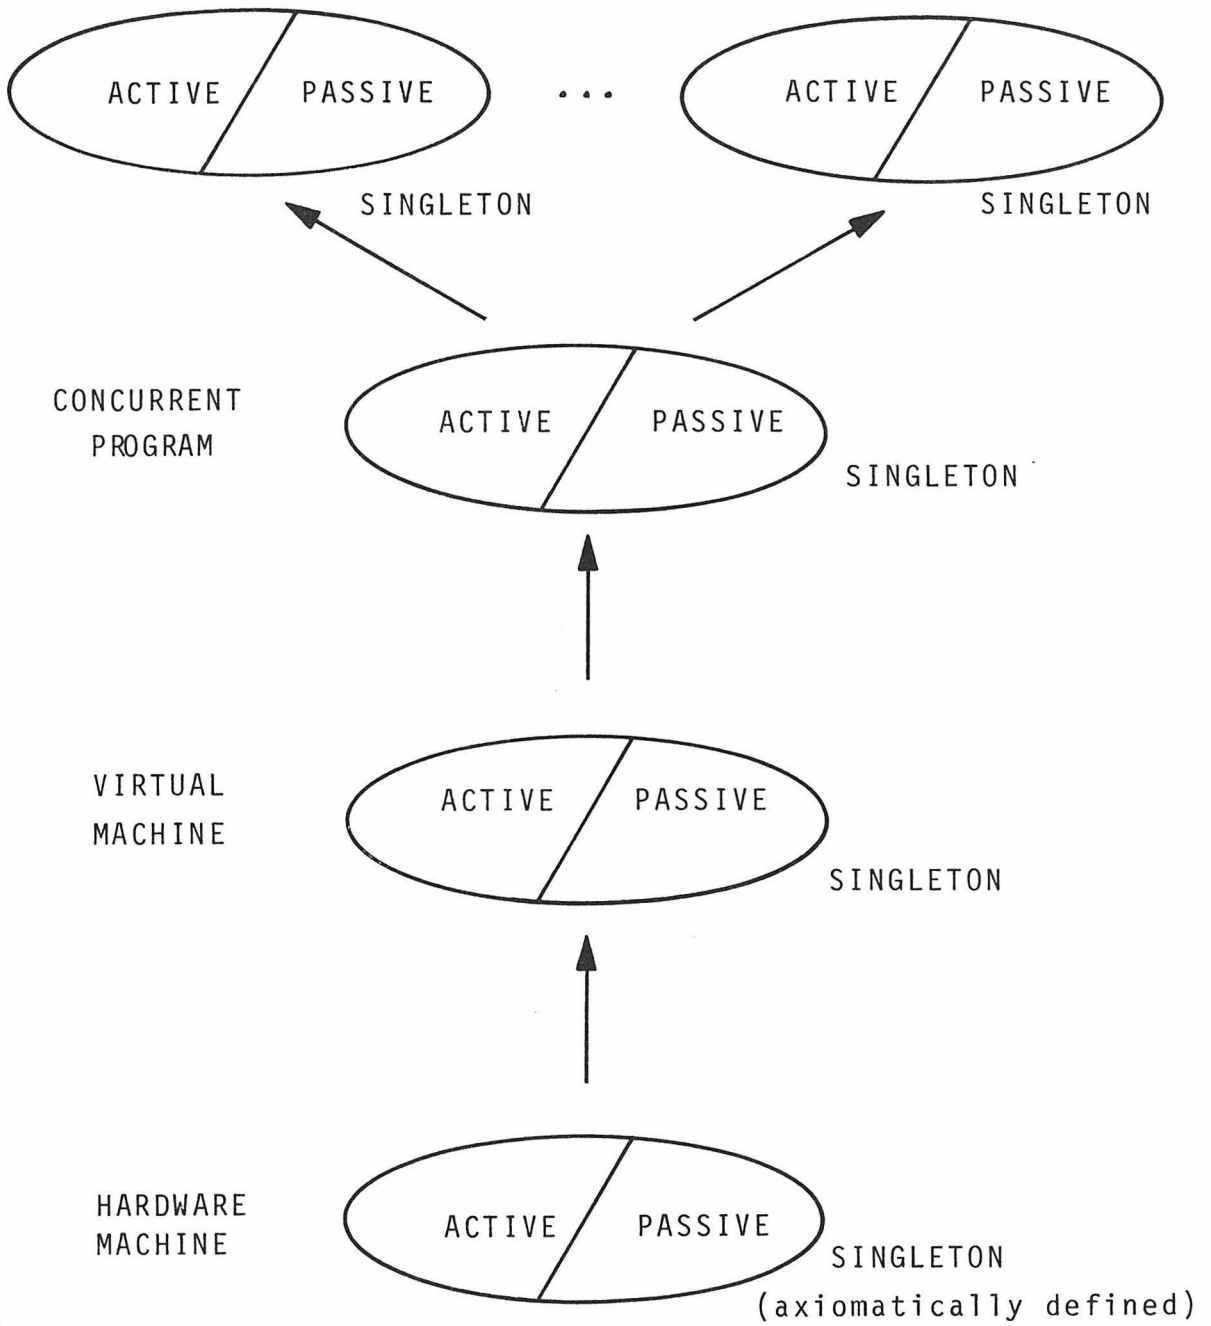 ACTIVE PASSIVE ... ACTIVE PASSIVE
SINGLETON SINGLETON
CONCURRENT
PROGRAM
ACTIVE PASSIVE
SINGLETON
VIRTUAL
MACHINE
ACTIVE PASSIVE
SINGLETON
HARDWARE
MACHINE
ACTIVE PASSIVE
SINGLETON
(axiomatically defined)